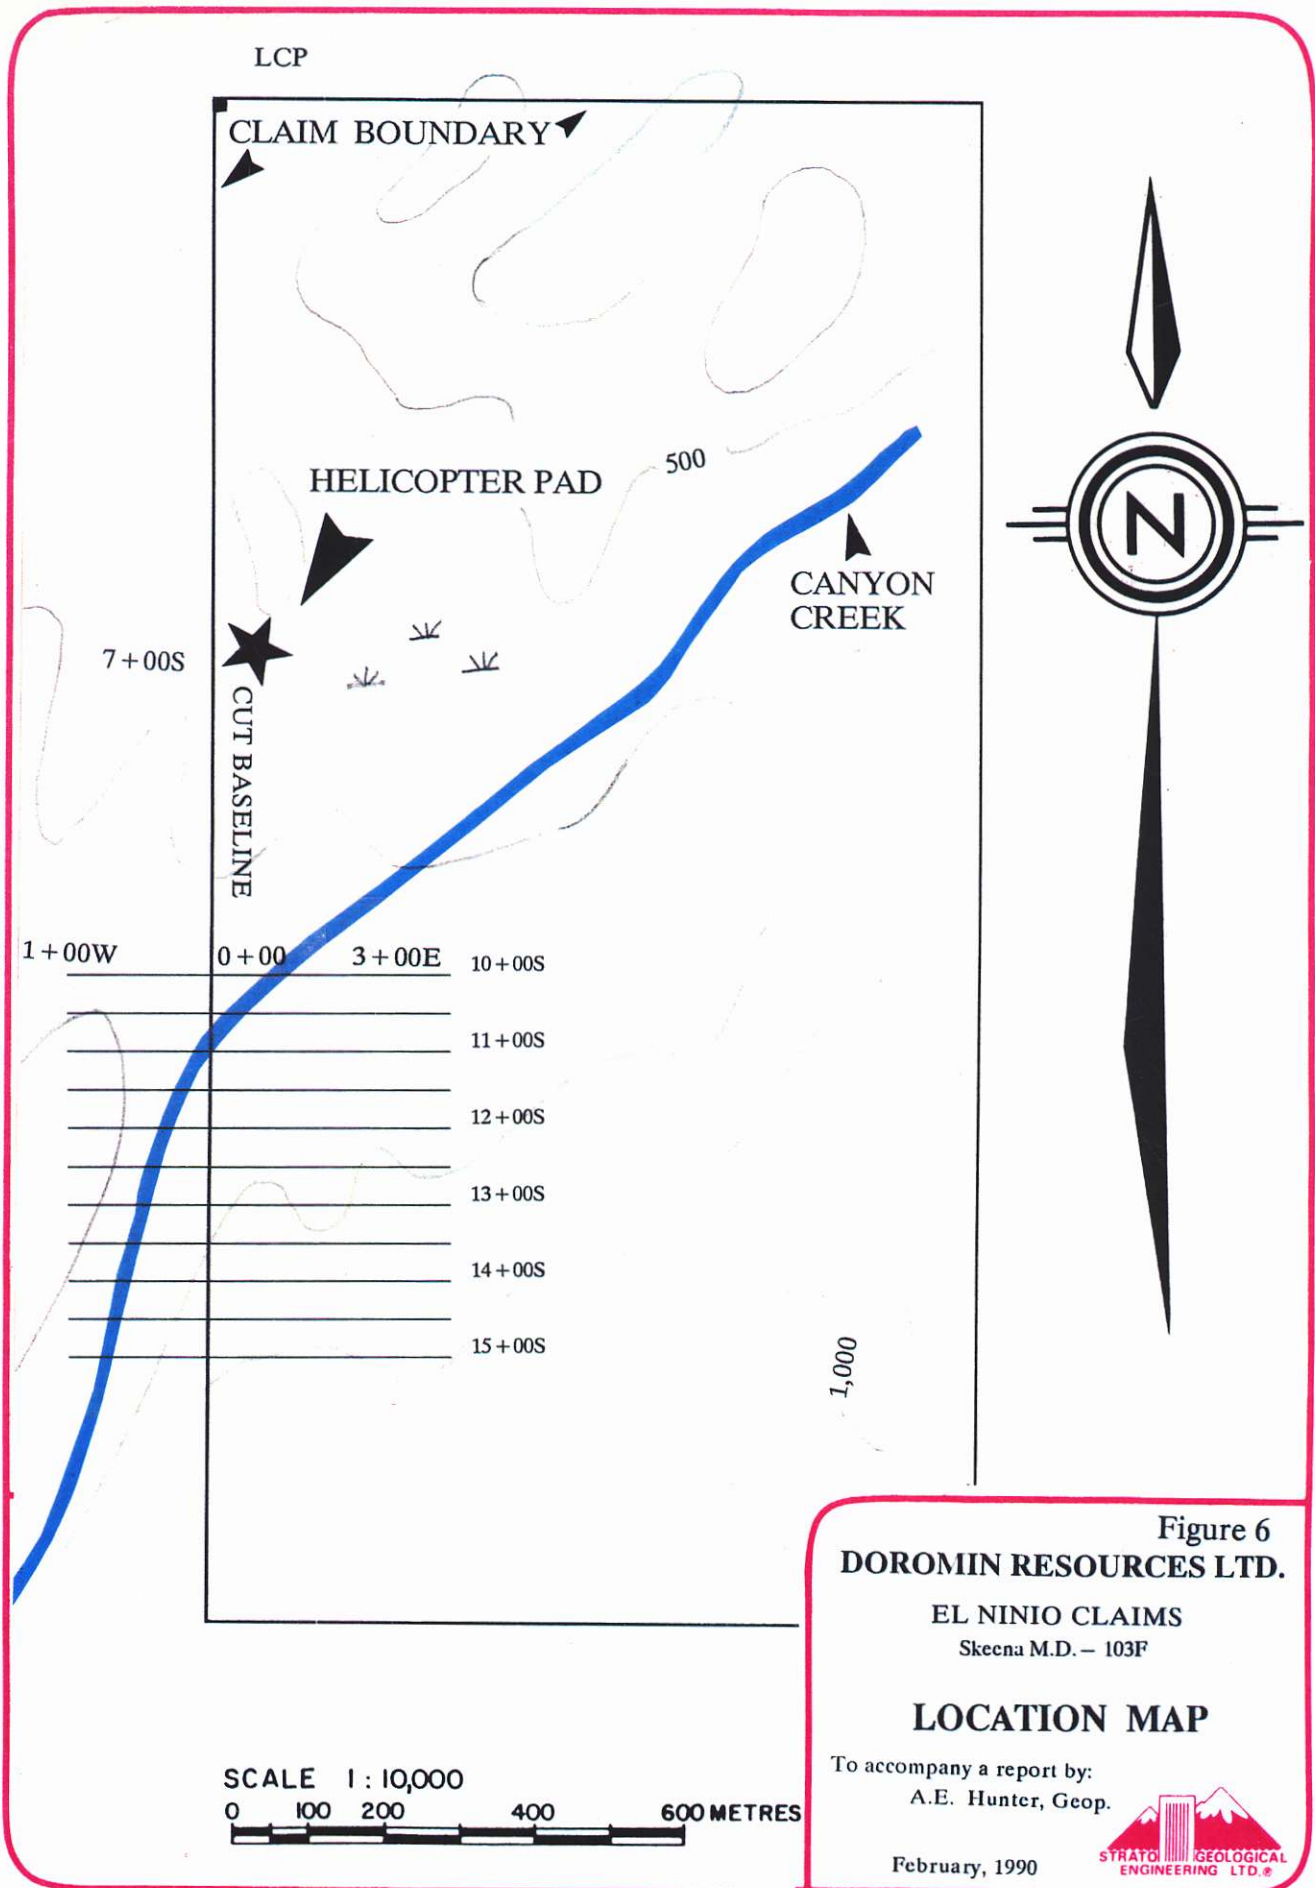 LCP
CLAIM BOUNDARY
500
HELICOPTER PAD
N
CANYON
CREEK
7+00S
CUT BASELINE
1+00W
0+00
3+00E
10+00S
11+00S
12+00S
13+00S
14+00S
15+00S
1,000
Figure 6
DOROMIN RESOURCES LTD.
EL NINIO CLAIMS
Skeena M.D. – 103F
LOCATION MAP
To accompany a report by:
A.E. Hunter, Geop.
February, 1990
STRATO GEOLOGICAL
ENGINEERING LTD.®
SCALE 1 : 10,000
0 100 200 400 600 METRES